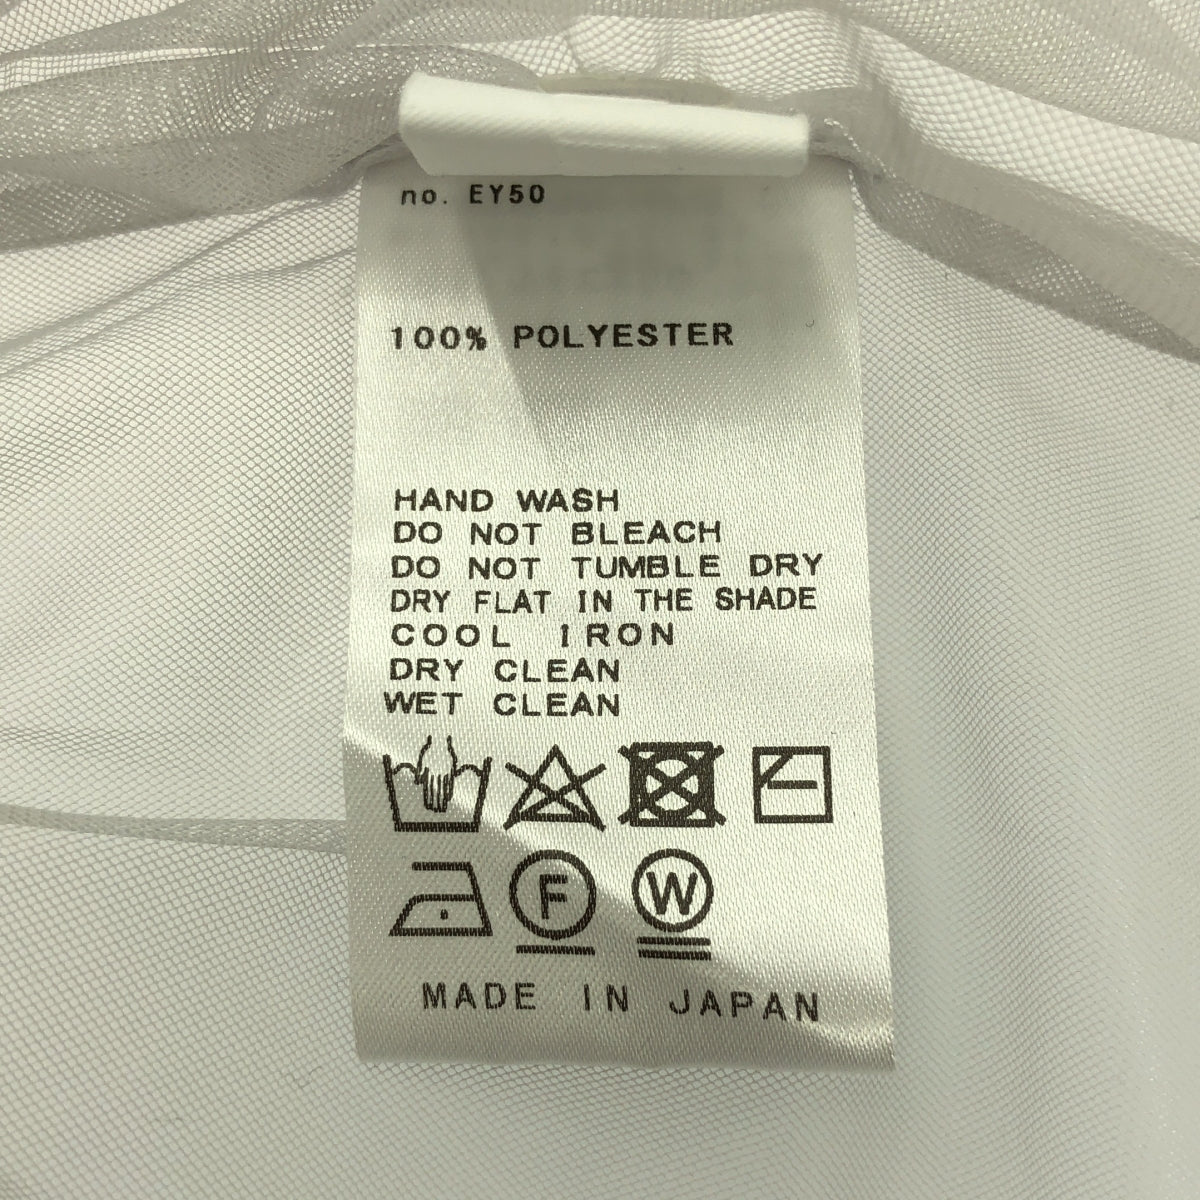 no. EY50
100% POLYESTER
HAND WASH
DO NOT BLEACH
DO NOT TUMBLE DRY
DRY FLAT IN THE SHADE
COOL IRON
DRY CLEAN
WET CLEAN
F W
MADE IN JAPAN